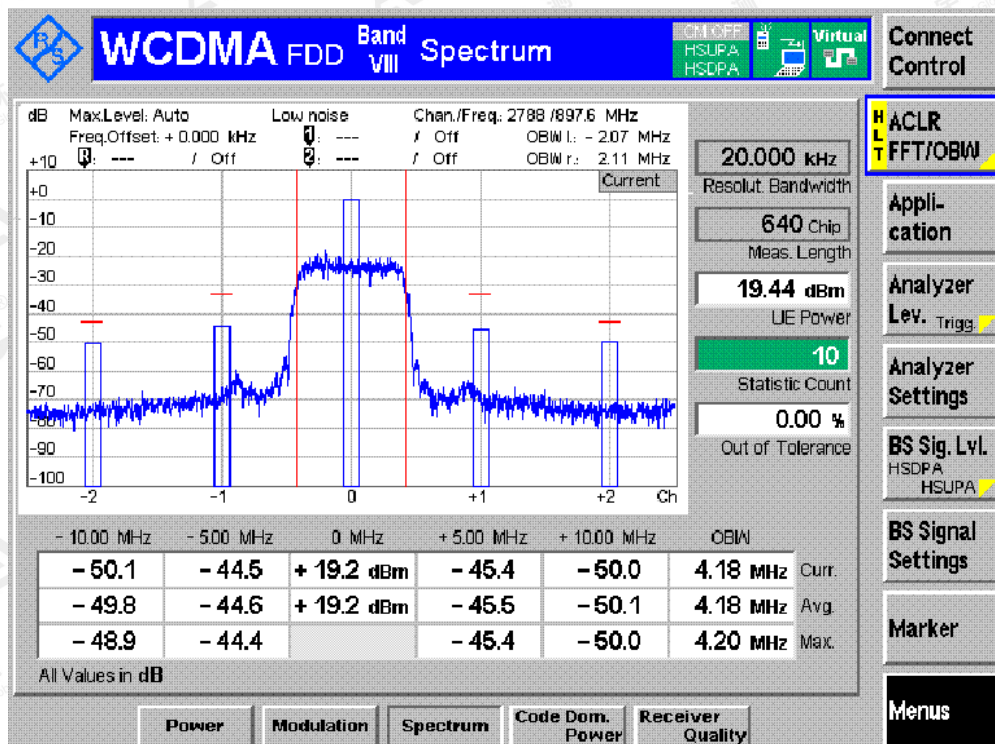 WCDMA FDD Band VIII Spectrum
CM OFF
HSUPA
HSDPA
Virtual
Connect Control
dB Max.Level: Auto Low noise Chan./Freq.: 2788 /897.6 MHz
Freq.Offset: + 0.000 kHz 1: --- / Off OBW l.: - 2.07 MHz
R: --- / Off 2: --- / Off OBW r.: 2.11 MHz
Current
+10
+0
-10
-20
-30
-40
-50
-60
-70
-80
-90
-100
-2 -1 0 +1 +2 Ch
20.000 kHz
Resolut. Bandwidth
640 Chip
Meas. Length
19.44 dBm
UE Power
10
Statistic Count
0.00 %
Out of Tolerance
- 10.00 MHz - 5.00 MHz 0 MHz + 5.00 MHz + 10.00 MHz OBW
- 50.1 - 44.5 + 19.2 dBm - 45.4 - 50.0 4.18 MHz Curr.
- 49.8 - 44.6 + 19.2 dBm - 45.5 - 50.1 4.18 MHz Avg.
- 48.9 - 44.4 - 45.4 - 50.0 4.20 MHz Max.
All Values in dB
HLT
ACLR
FFT/OBW
Appli-
cation
Analyzer
Lev. Trigg.
Analyzer
Settings
BS Sig. Lvl.
HSDPA
HSUPA
BS Signal
Settings
Marker
Menus
Power
Modulation
Spectrum
Code Dom.
Power
Receiver
Quality